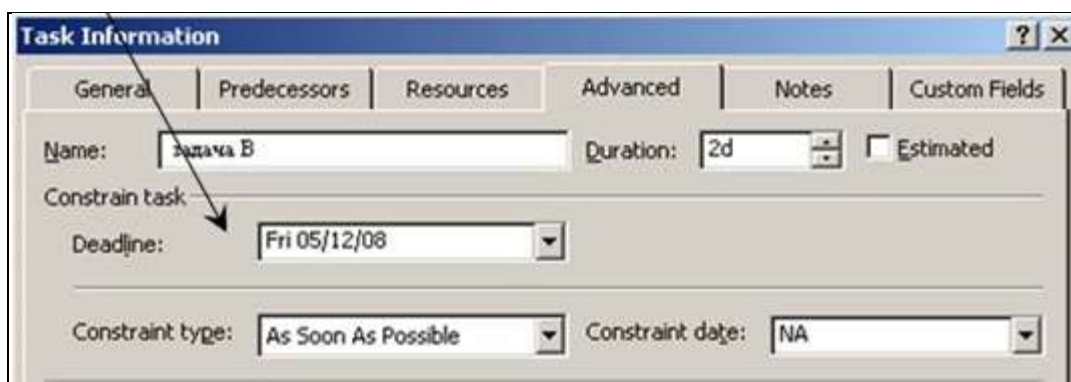 Task Information
General Predecessors Resources Advanced Notes Custom Fields
Name: задача В Duration: 2d Estimated
Constrain task
Deadline: Fri 05/12/08
Constraint type: As Soon As Possible Constraint date: NA